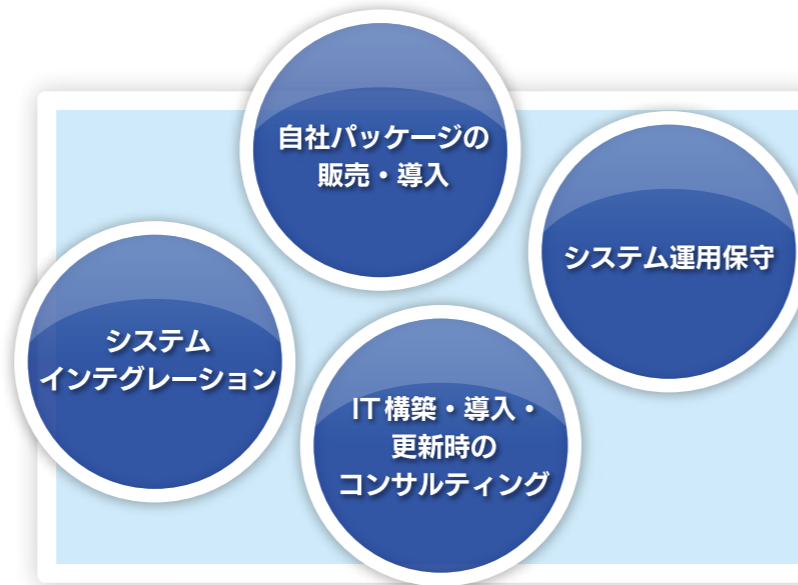 自社パッケージの
販売・導入
システム運用保守
システム
インテグレーション
IT構築・導入・
更新時の
コンサルティング